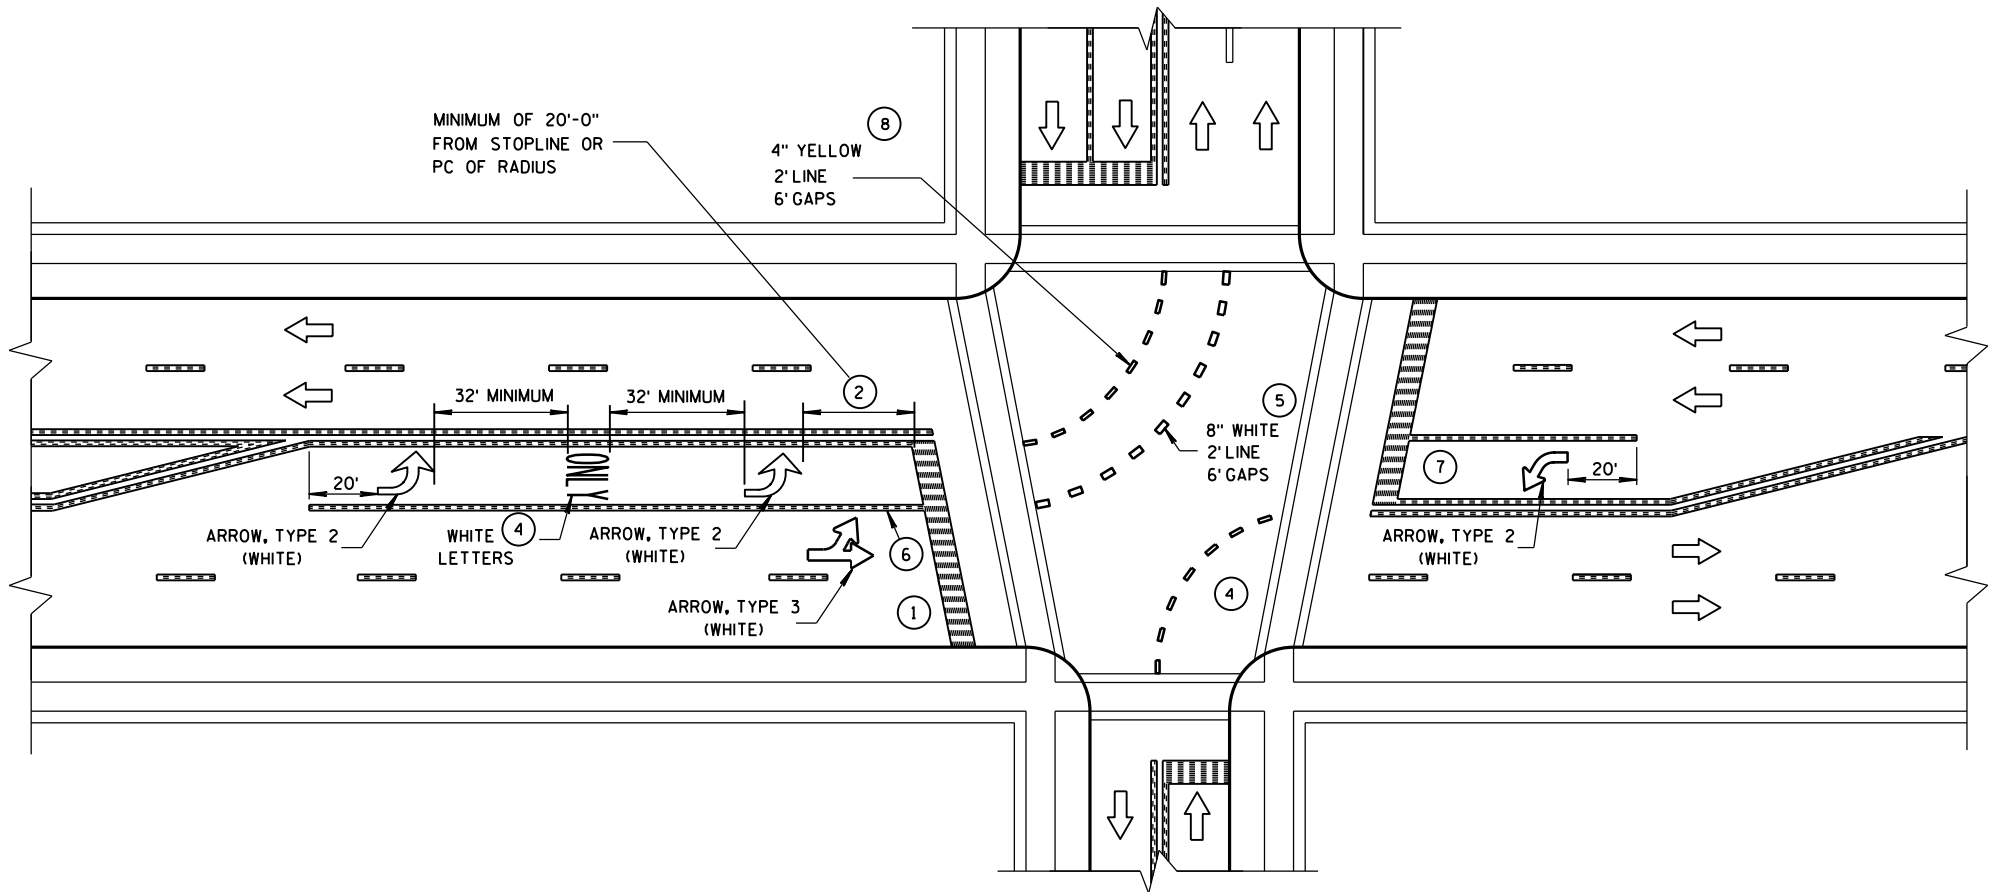 MINIMUM OF 20'-0"
FROM STOPLINE OR
PC OF RADIUS
8
4" YELLOW
2' LINE
6' GAPS
32' MINIMUM
32' MINIMUM
2
5
8" WHITE
2' LINE
6' GAPS
7
20'
20'
ONLY
ARROW, TYPE 2
(WHITE)
WHITE
LETTERS
4
ARROW, TYPE 2
(WHITE)
6
ARROW, TYPE 2
(WHITE)
ARROW, TYPE 3
(WHITE)
1
4